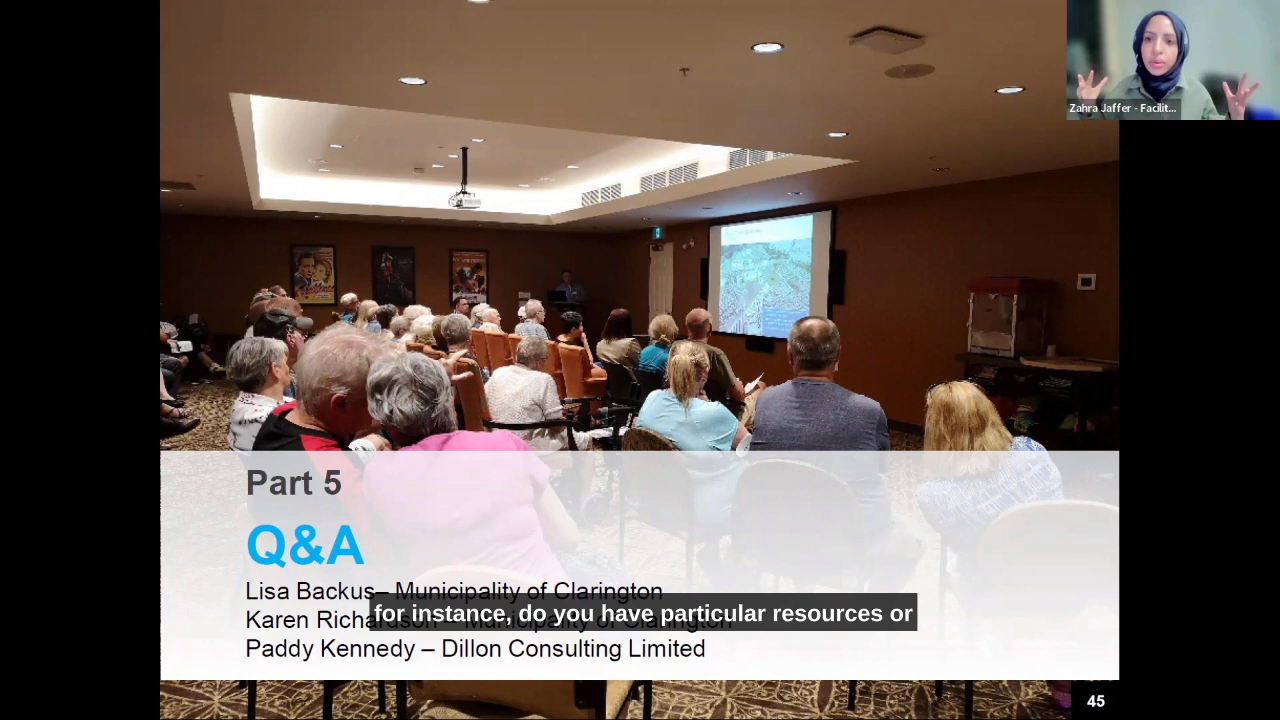 Zahra Jaffer - Facilit...
Part 5
Q&A
Lisa Backus– Municipality of Clarington
for instance, do you have particular resources or
Karen Richardson – Municipality of Clarington
Paddy Kennedy – Dillon Consulting Limited
45